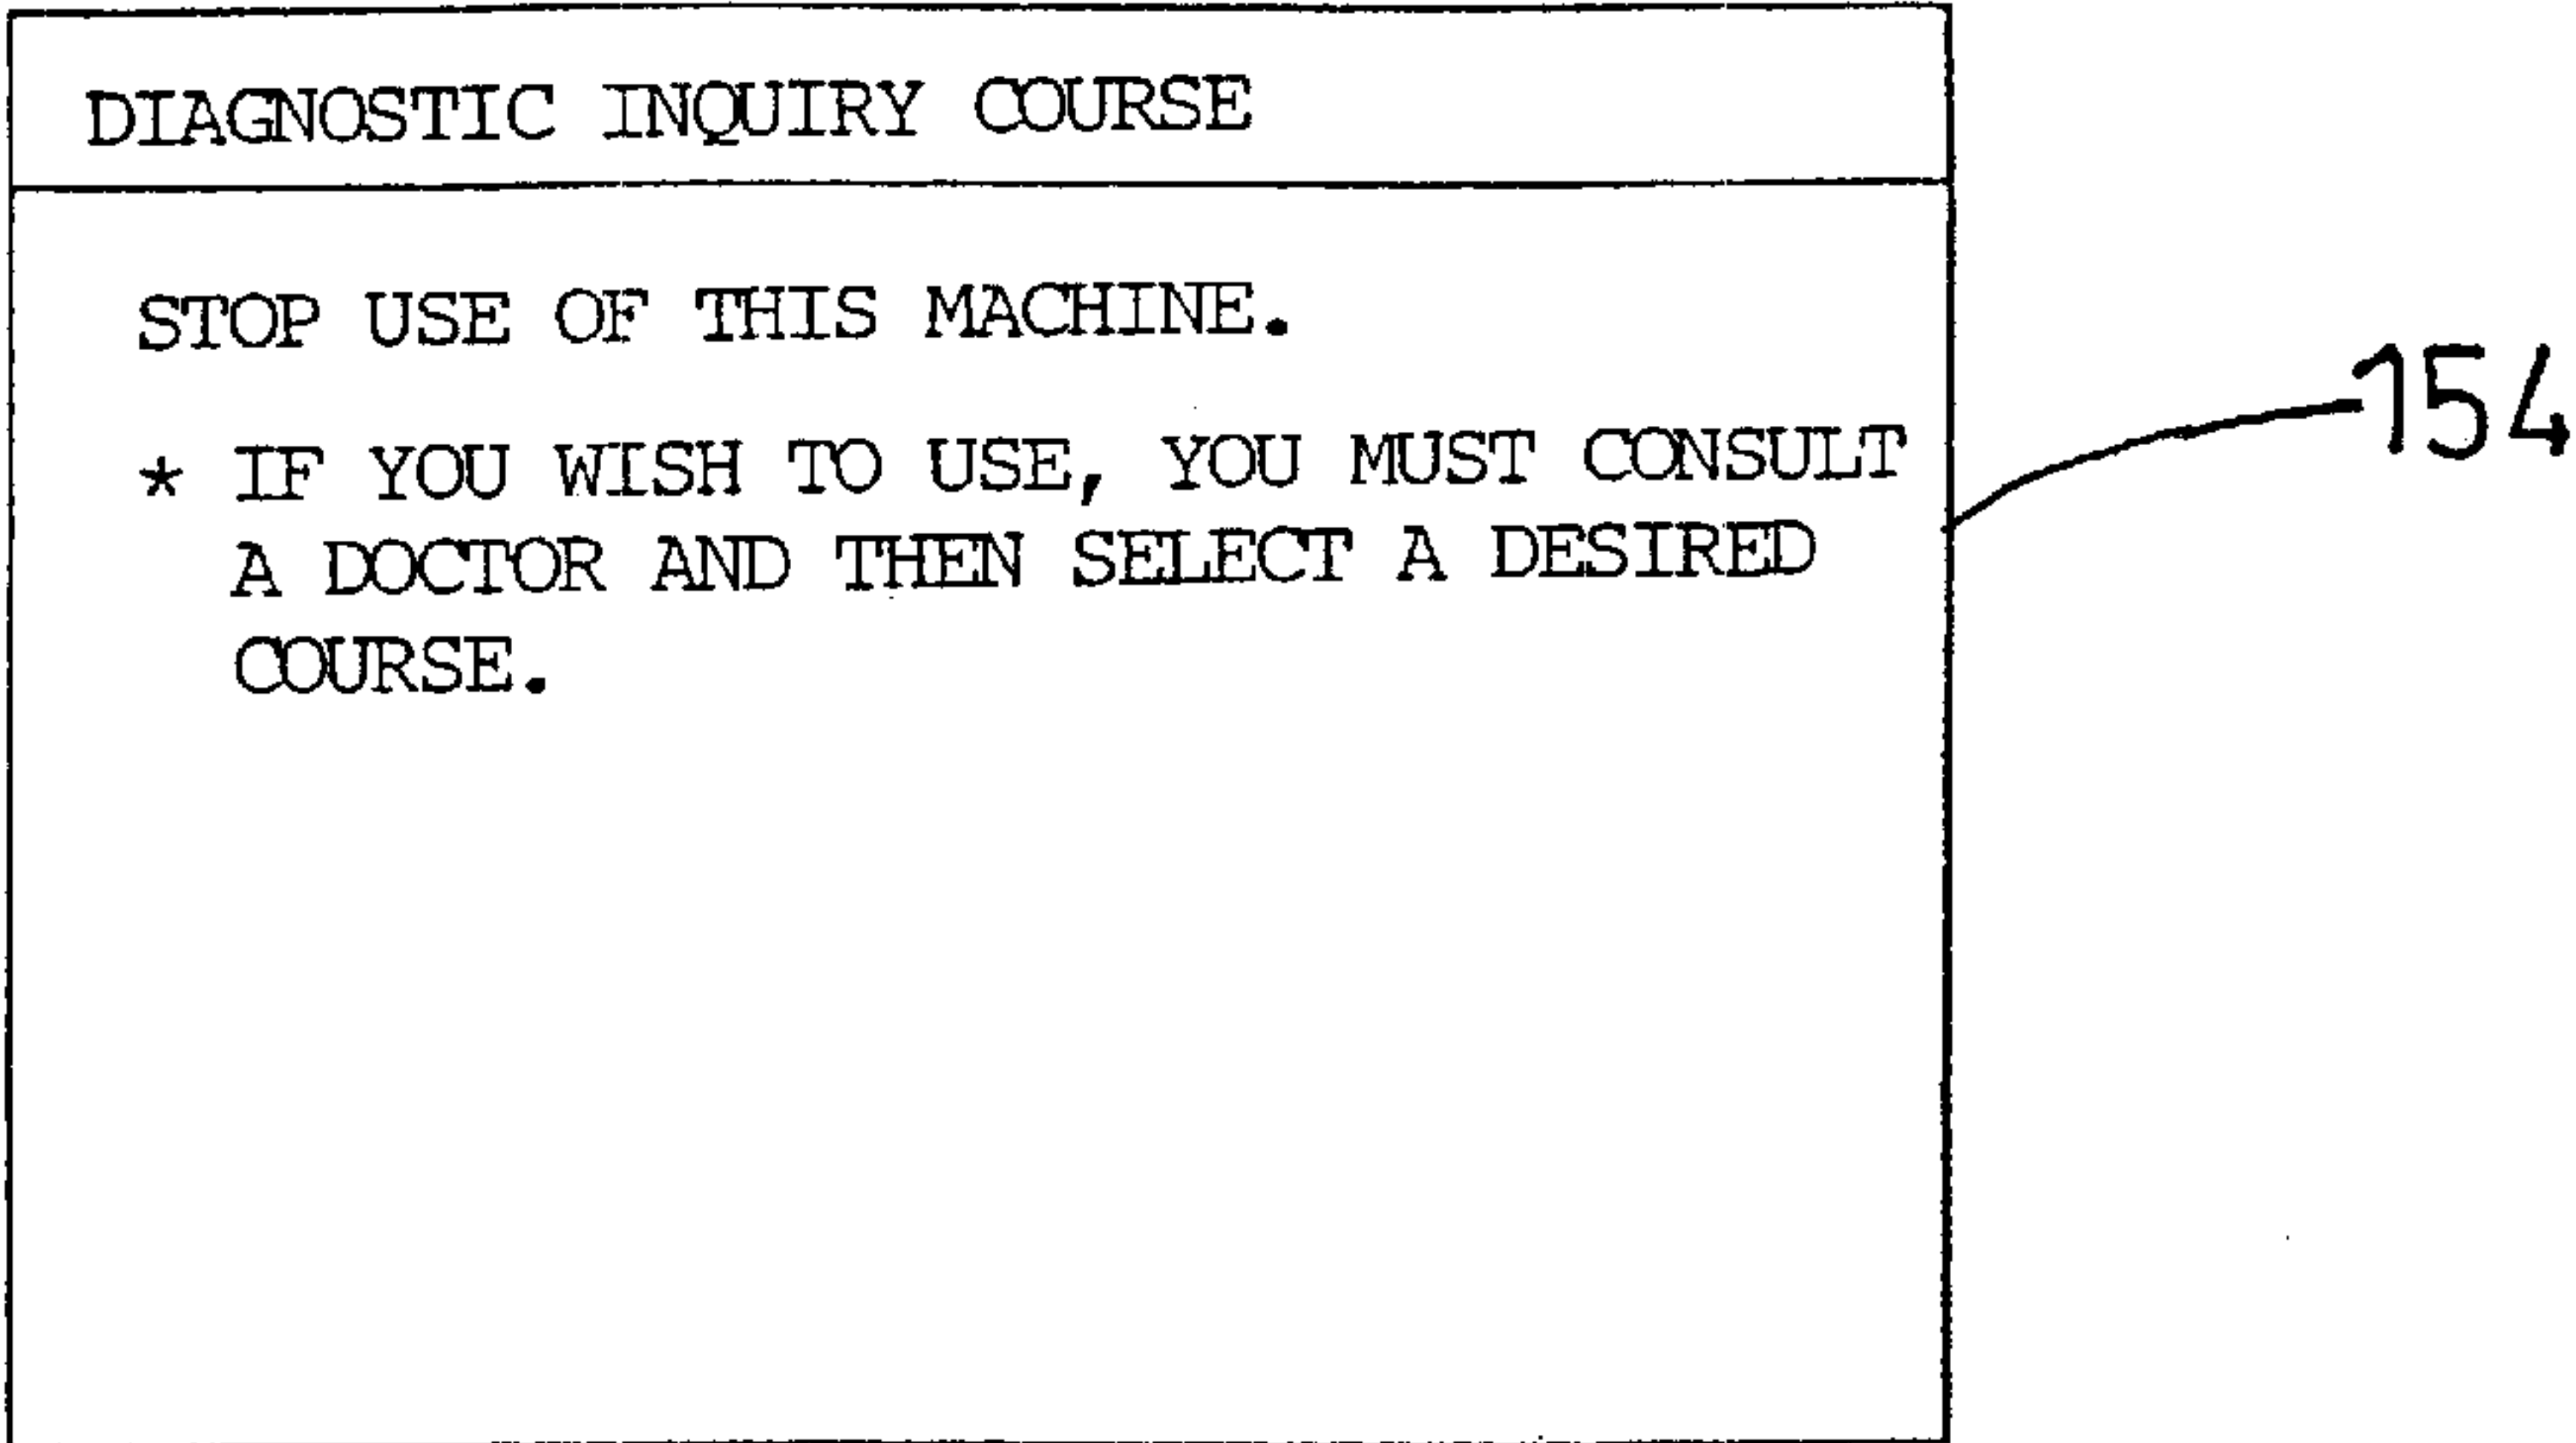 DIAGNOSTIC INQUIRY COURSE
STOP USE OF THIS MACHINE.
* IF YOU WISH TO USE, YOU MUST CONSULT
A DOCTOR AND THEN SELECT A DESIRED
COURSE.
154